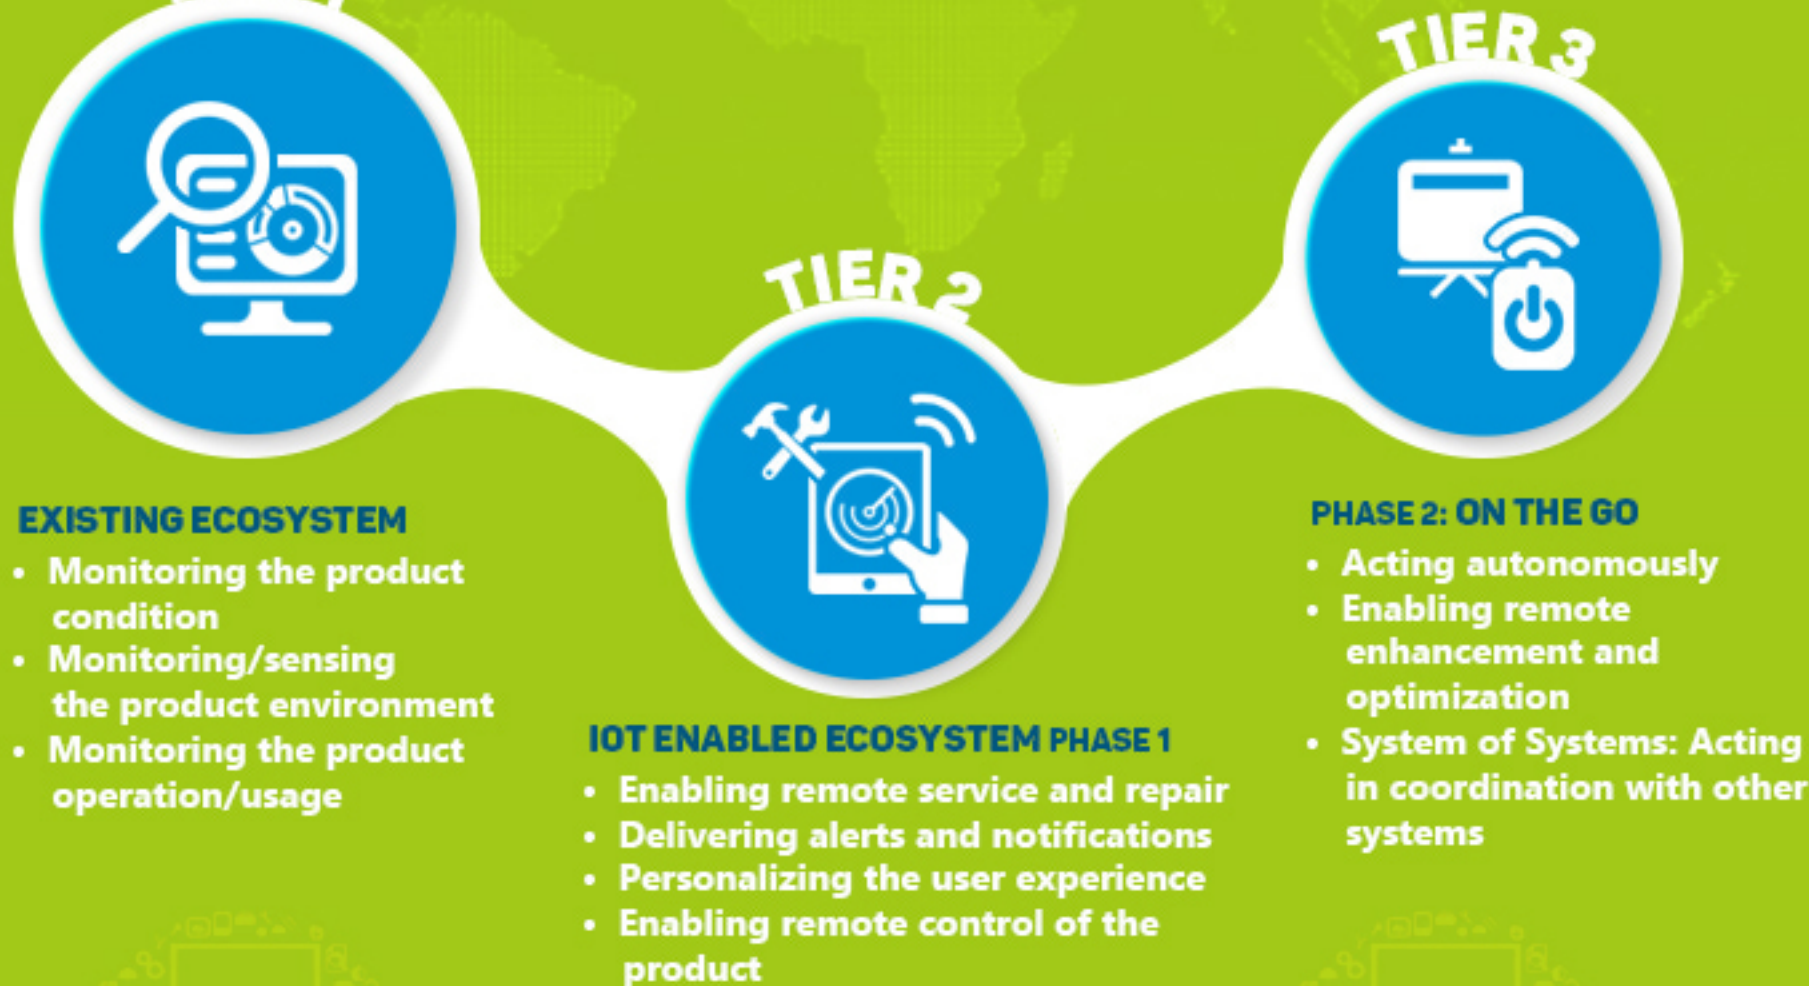 TIER 2
TIER 3
EXISTING ECOSYSTEM
• Monitoring the product
condition
• Monitoring/sensing
the product environment
• Monitoring the product
operation/usage
IOT ENABLED ECOSYSTEM PHASE 1
• Enabling remote service and repair
• Delivering alerts and notifications
• Personalizing the user experience
• Enabling remote control of the
product
PHASE 2: ON THE GO
• Acting autonomously
• Enabling remote
enhancement and
optimization
• System of Systems: Acting
in coordination with other
systems